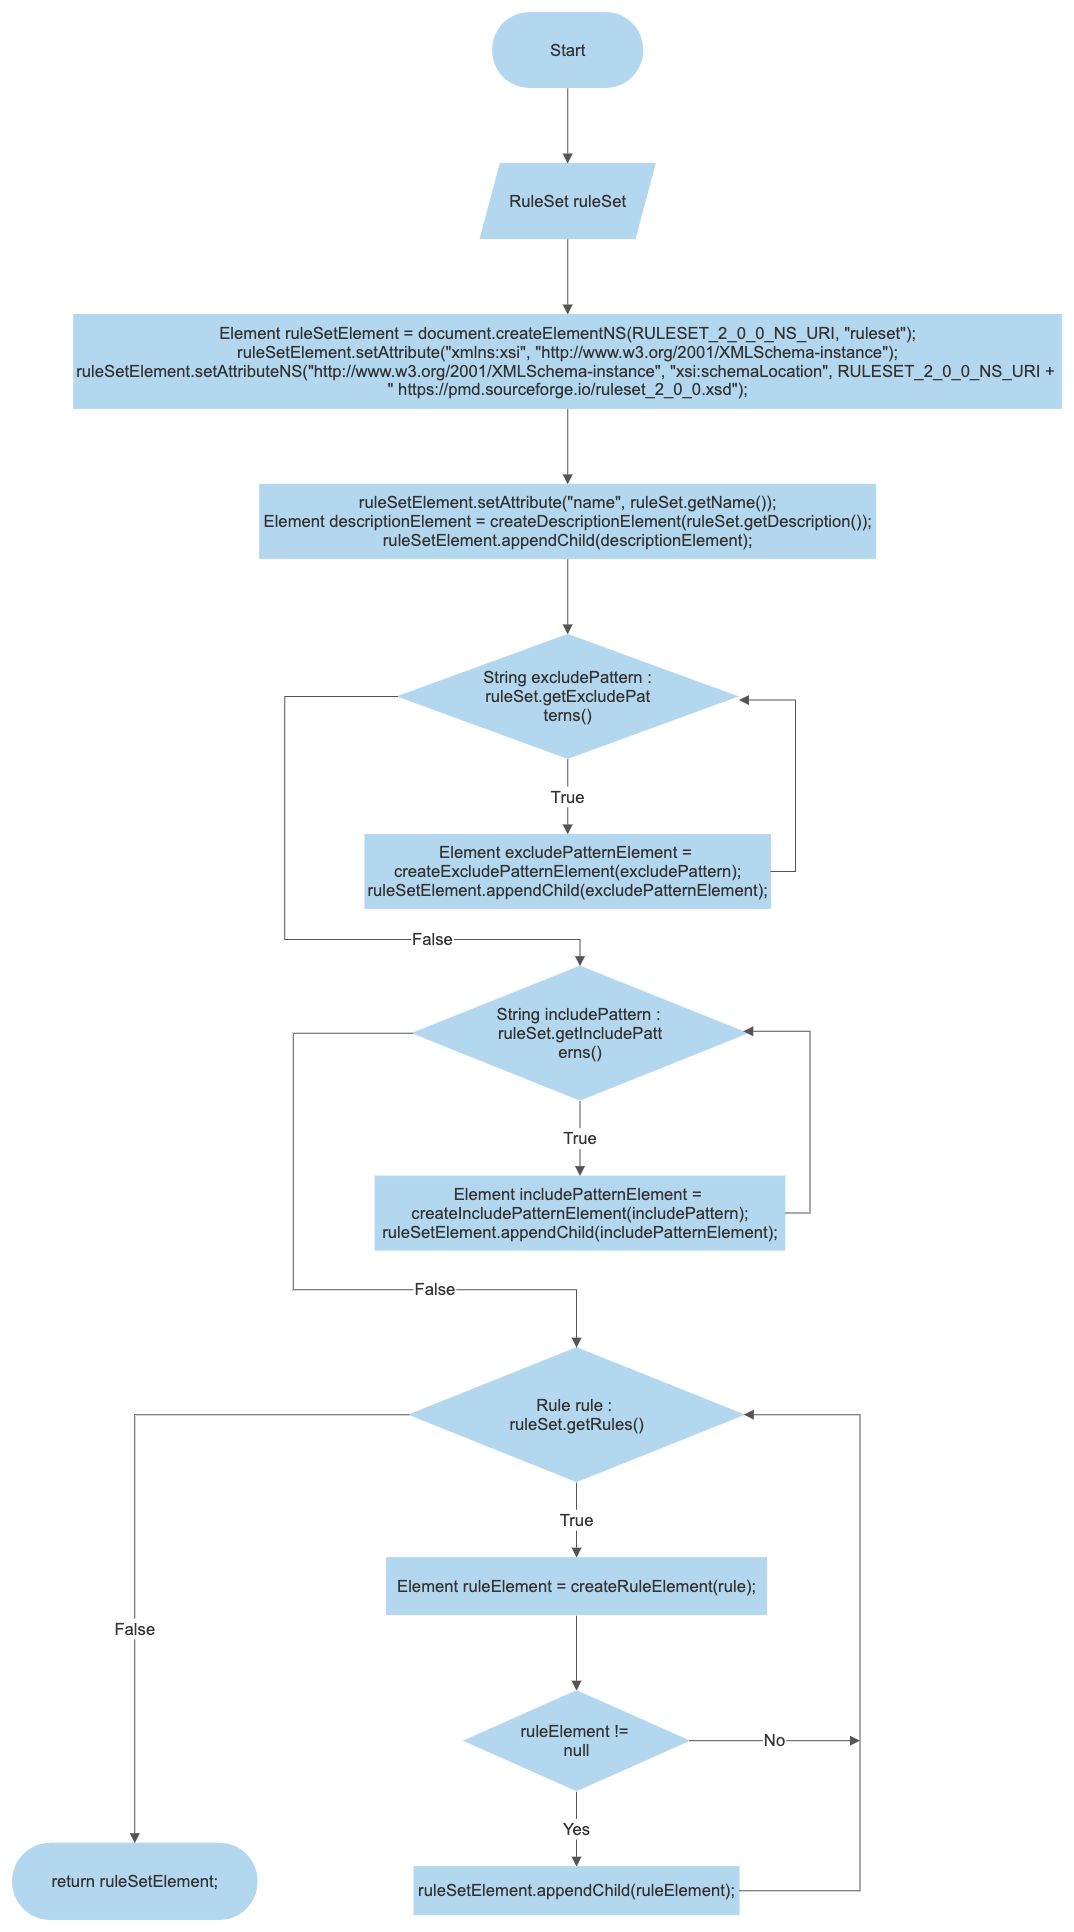 Start
RuleSet ruleSet
Element ruleSetElement = document.createElementNS(RULESET_2_0_0_NS_URI, "ruleset");
ruleSetElement.setAttribute("xmlns:xsi", "http://www.w3.org/2001/XMLSchema-instance");
ruleSetElement.setAttributeNS("http://www.w3.org/2001/XMLSchema-instance", "xsi:schemaLocation", RULESET_2_0_0_NS_URI +
" https://pmd.sourceforge.io/ruleset_2_0_0.xsd");
ruleSetElement.setAttribute("name", ruleSet.getName());
Element descriptionElement = createDescriptionElement(ruleSet.getDescription());
ruleSetElement.appendChild(descriptionElement);
String excludePattern :
ruleSet.getExcludePat
terns()
True
Element excludePatternElement =
createExcludePatternElement(excludePattern);
ruleSetElement.appendChild(excludePatternElement);
False
String includePattern :
ruleSet.getIncludePatt
erns()
True
Element includePatternElement =
createIncludePatternElement(includePattern);
ruleSetElement.appendChild(includePatternElement);
False
Rule rule :
ruleSet.getRules()
True
Element ruleElement = createRuleElement(rule);
False
ruleElement !=
null
No
Yes
return ruleSetElement;
ruleSetElement.appendChild(ruleElement);